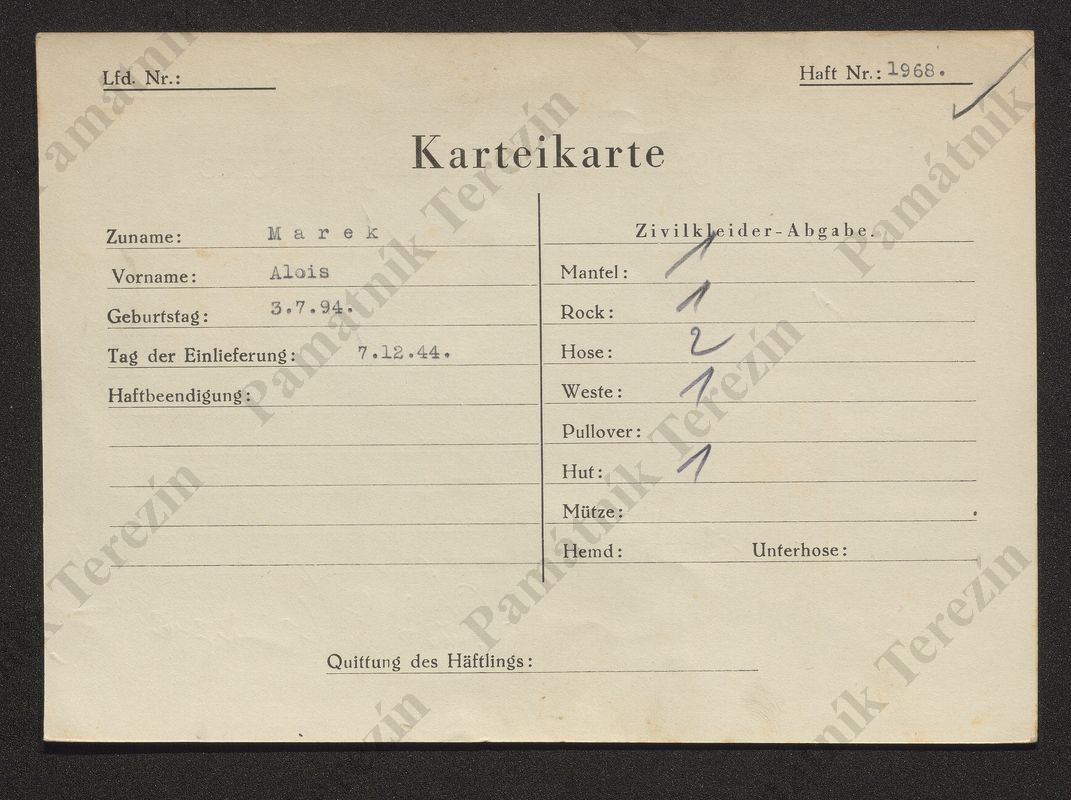 Lfd. Nr.:
Haft Nr.: 1968.
Karteikarte
Zuname: Marek
Vorname: Alois
Geburtstag: 3.7.94.
Tag der Einlieferung: 7.12.44.
Haftbeendigung:
Zivilkleider-Abgabe.
Mantel: 1
Rock: 1
Hose: 2
Weste: 1
Pullover:
Hut: 1
Mütze:
Hemd: Unterhose:
Quittung des Häftlings:
Památník Terezín